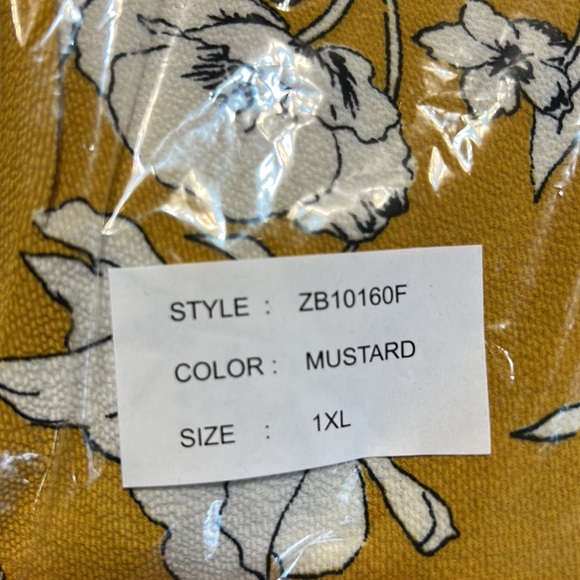 STYLE : ZB10160F
COLOR : MUSTARD
SIZE : 1XL